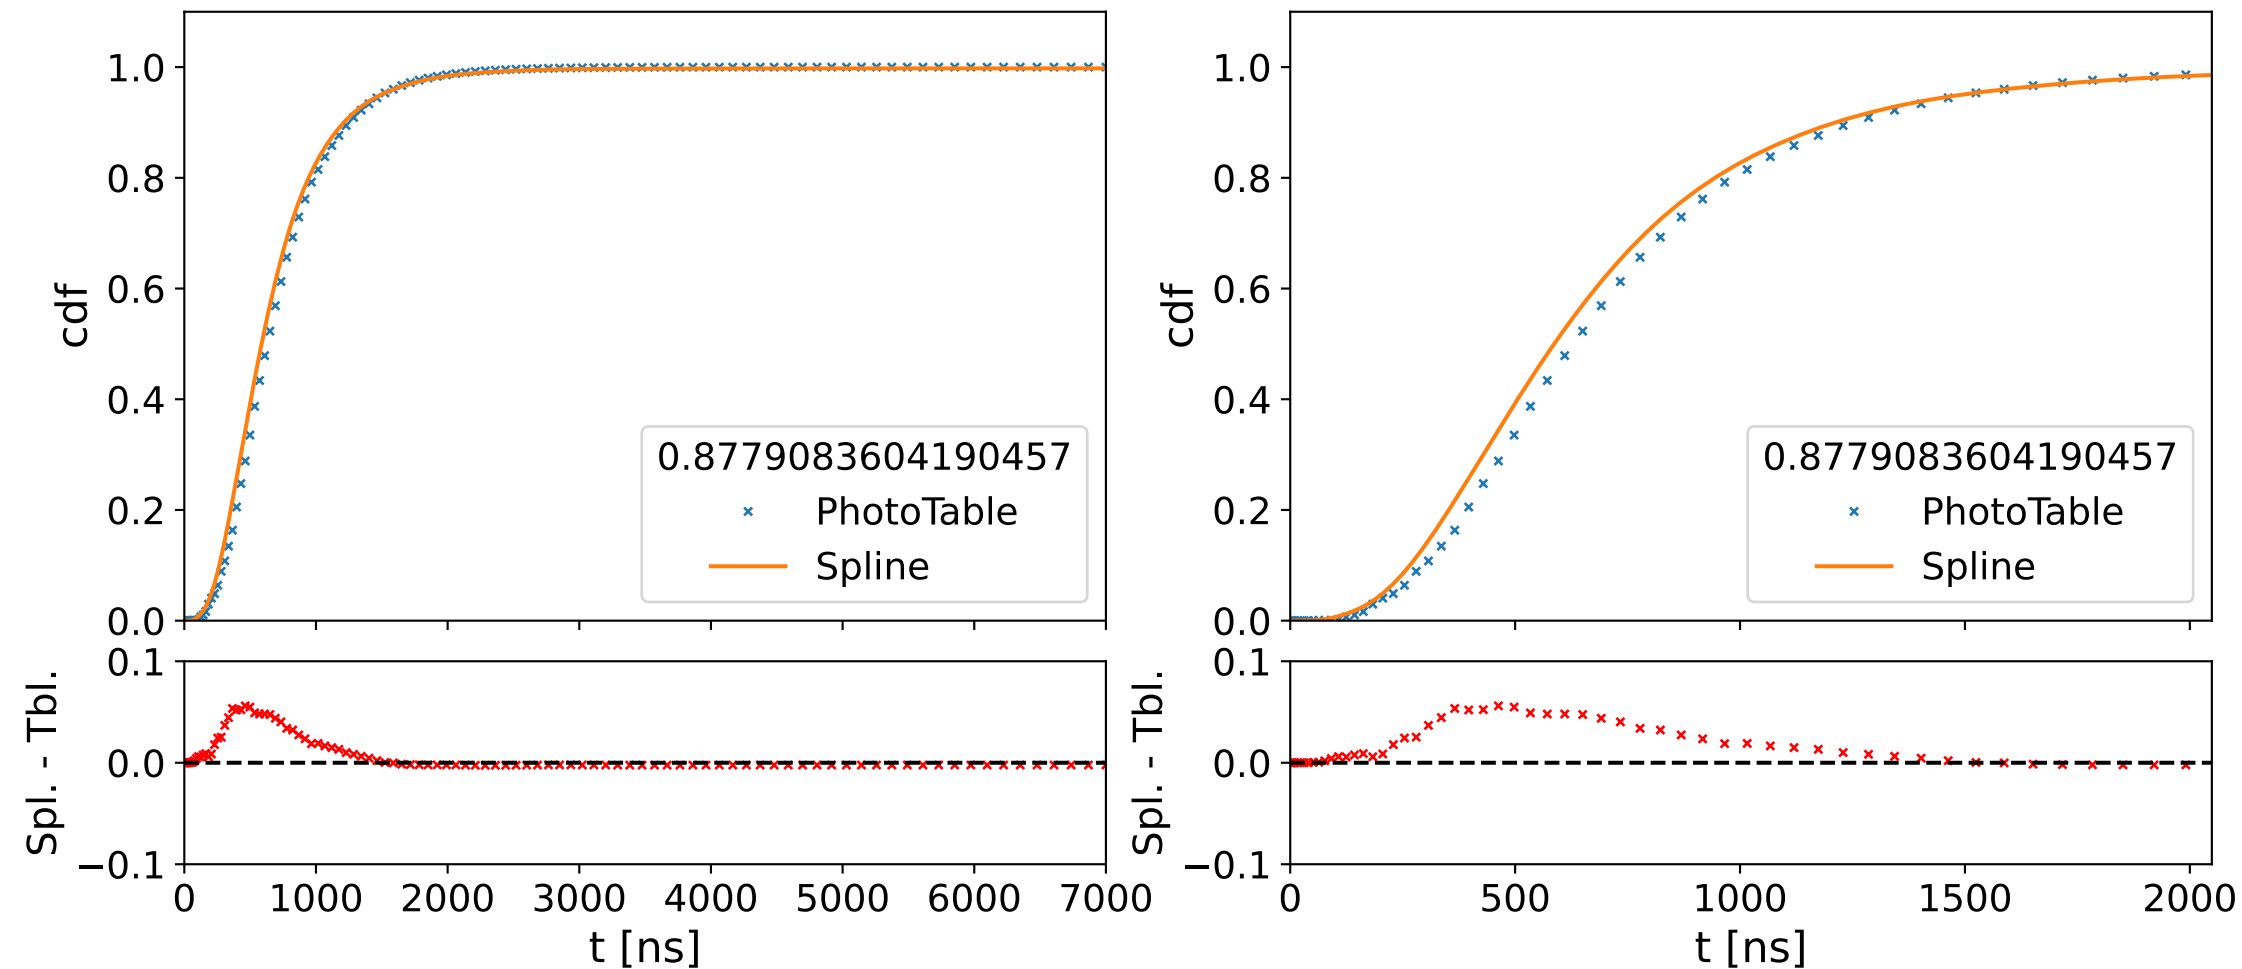 1.0
0.8
0.6
0.4
0.2
0.0
cdf
0.8779083604190457
PhotoTable
Spline
0.1
0.0
−0.1
Spl. - Tbl.
0 1000 2000 3000 4000 5000 6000 7000
t [ns]
1.0
0.8
0.6
0.4
0.2
0.0
cdf
0.8779083604190457
PhotoTable
Spline
0.1
0.0
−0.1
Spl. - Tbl.
0 500 1000 1500 2000
t [ns]